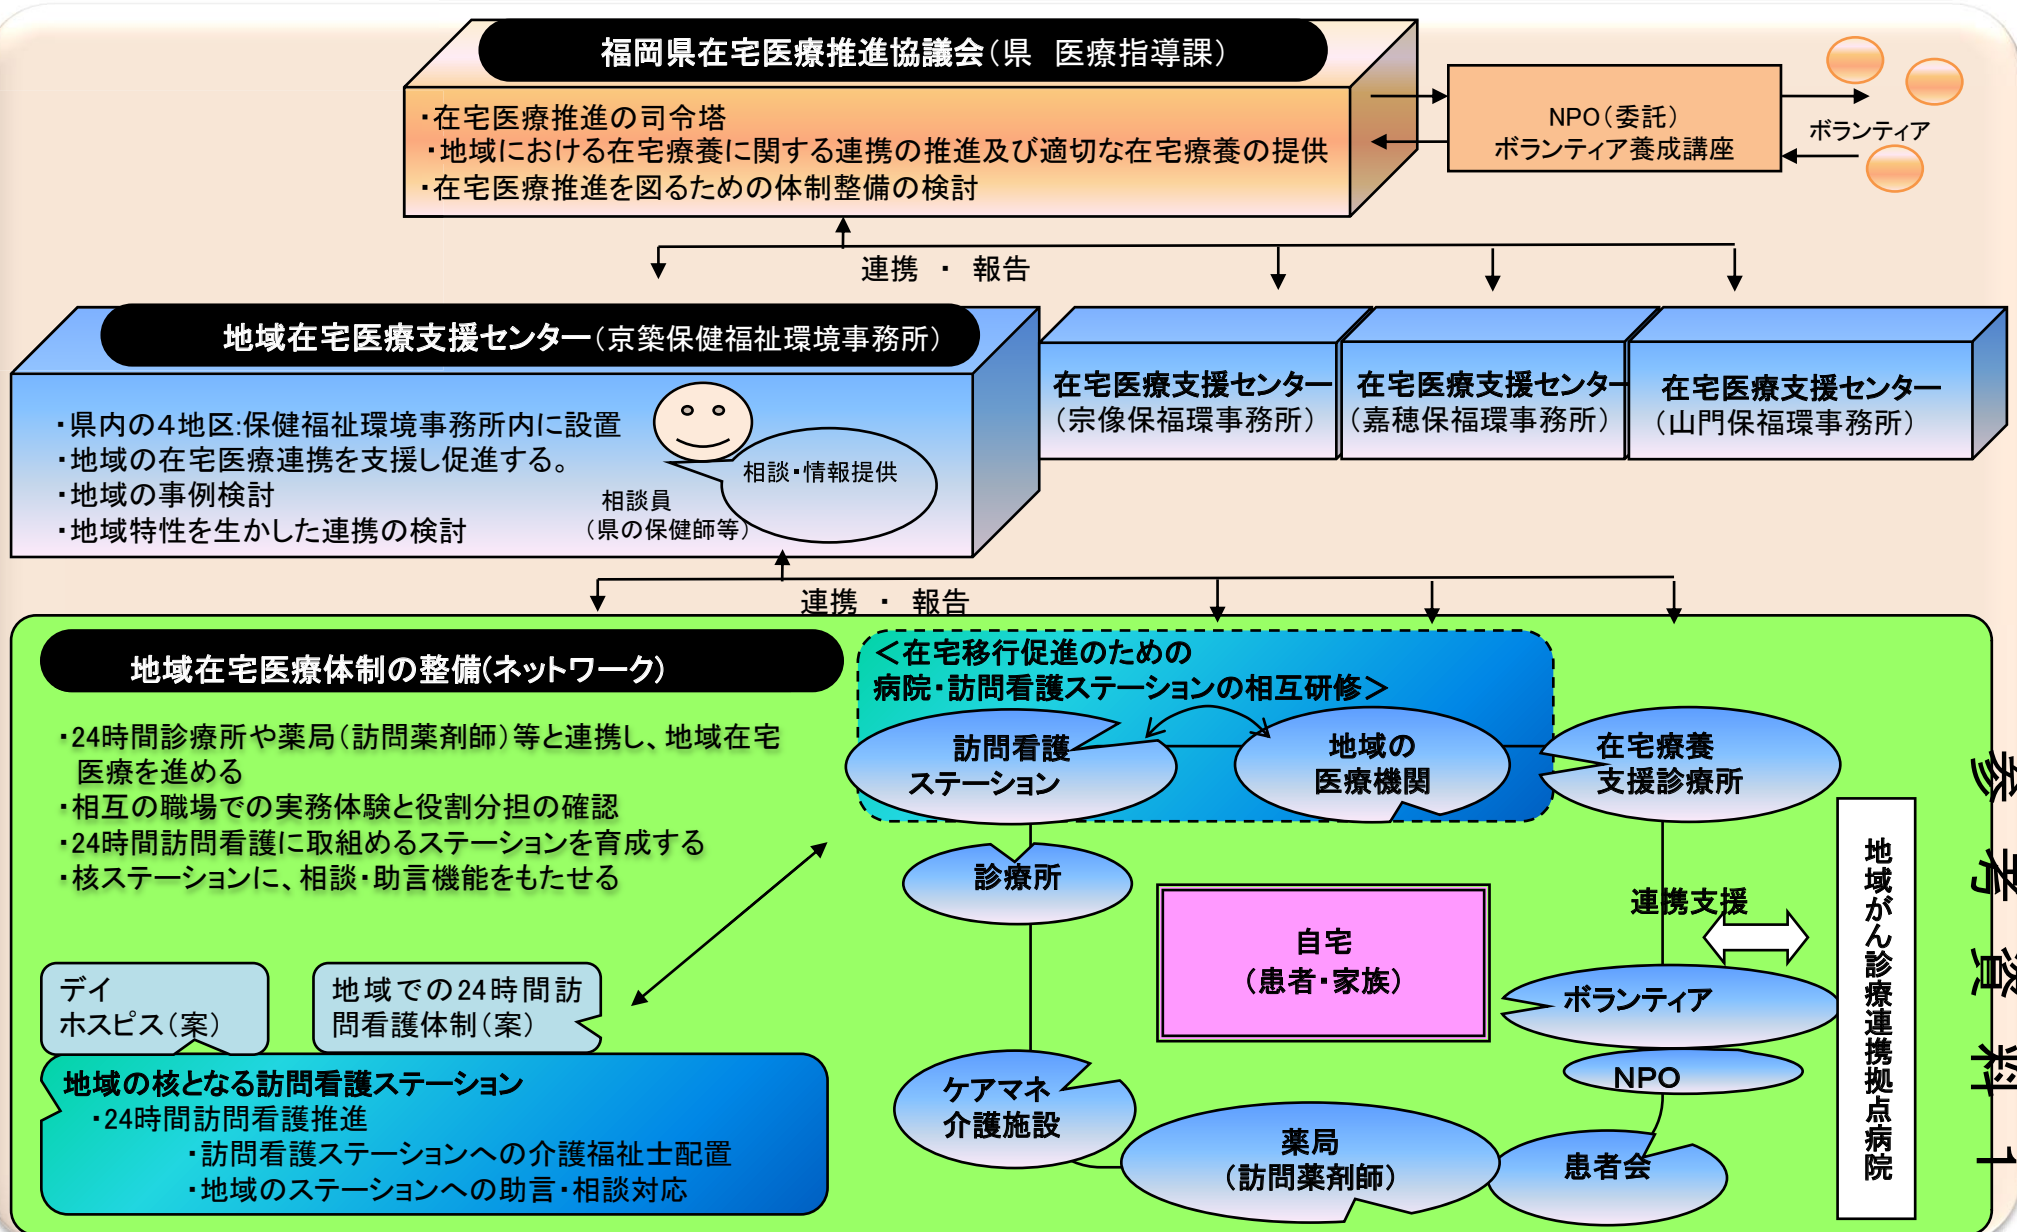 福岡県在宅医療推進協議会(県　医療指導課)
・在宅医療推進の司令塔
・地域における在宅療養に関する連携の推進及び適切な在宅療養の提供
・在宅医療推進を図るための体制整備の検討
NPO(委託)
ボランティア養成講座
ボランティア
連携 ・ 報告
地域在宅医療支援センター(京築保健福祉環境事務所)
・県内の4地区:保健福祉環境事務所内に設置
・地域の在宅医療連携を支援し促進する。
・地域の事例検討
・地域特性を生かした連携の検討
相談・情報提供
相談員
(県の保健師等)
在宅医療支援センター
(宗像保福環事務所)
在宅医療支援センター
(嘉穂保福環事務所)
在宅医療支援センター
(山門保福環事務所)
連携 ・ 報告
地域在宅医療体制の整備(ネットワーク)
・24時間診療所や薬局(訪問薬剤師)等と連携し、地域在宅
医療を進める
・相互の職場での実務体験と役割分担の確認
・24時間訪問看護に取組めるステーションを育成する
・核ステーションに、相談・助言機能をもたせる
デイ
ホスピス(案)
地域での24時間訪
問看護体制(案)
地域の核となる訪問看護ステーション
・24時間訪問看護推進
・訪問看護ステーションへの介護福祉士配置
・地域のステーションへの助言・相談対応
<在宅移行促進のための
病院・訪問看護ステーションの相互研修>
訪問看護
ステーション
地域の
医療機関
在宅療養
支援診療所
診療所
自宅
(患者・家族)
連携支援
ボランティア
NPO
ケアマネ
介護施設
薬局
(訪問薬剤師)
患者会
地域がん診療連携拠点病院
参考資料1